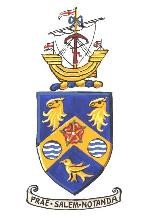 PRAE · SALEM · NOTANDA